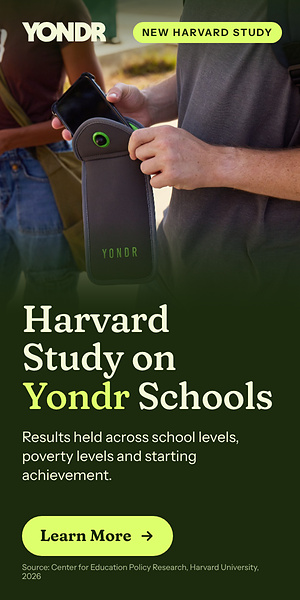 YONDR
NEW HARVARD STUDY
YONDR
Harvard
Study on
Yondr Schools
Results held across school levels,
poverty levels and starting
achievement.
Learn More →
Source: Center for Education Policy Research, Harvard University,
2026